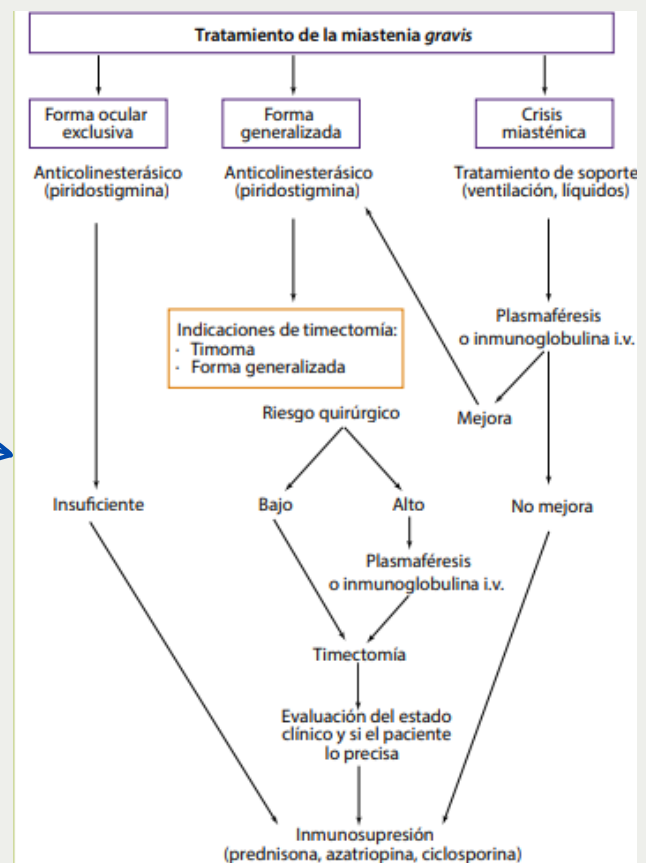 Tratamiento de la miastenia gravis
Forma ocular
exclusiva
Forma
generalizada
Crisis
miasténica
Anticolinesterásico
(piridostigmina)
Anticolinesterásico
(piridostigmina)
Tratamiento de soporte
(ventilación, líquidos)
Plasmaféresis
o inmunoglobulina i.v.
Indicaciones de timectomía:
· Timoma
· Forma generalizada
Riesgo quirúrgico
Mejora
Insuficiente
Bajo
Alto
No mejora
Plasmaféresis
o inmunoglobulina i.v.
Timectomía
Evaluación del estado
clínico y si el paciente
lo precisa
Inmunosupresión
(prednisona, azatriopina, ciclosporina)